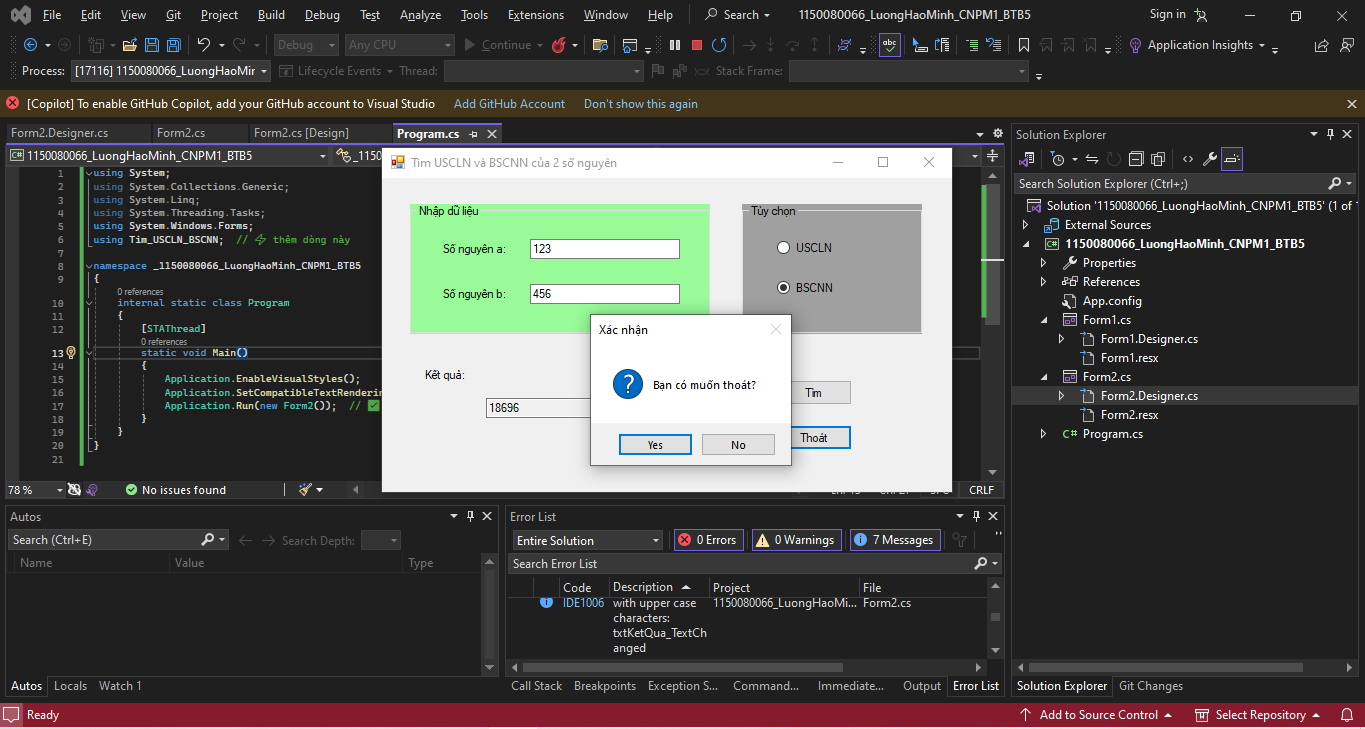 File Edit View Git Project Build Debug Test Analyze Tools Extensions Window Help Search 1150080066_LuongHaoMinh_CNPM1_BTB5 Sign in
Debug Any CPU Continue Application Insights
Process: [17116] 1150080066_LuongHaoMir Lifecycle Events Thread: Stack Frame:
[Copilot] To enable GitHub Copilot, add your GitHub account to Visual Studio Add GitHub Account Don't show this again
Form2.Designer.cs Form2.cs Form2.cs [Design] Program.cs
1150080066_LuongHaoMinh_CNPM1_BTB5 _1150
1 using System;
2 using System.Collections.Generic;
3 using System.Linq;
4 using System.Threading.Tasks;
5 using System.Windows.Forms;
6 using Tim_USCLN_BSCNN; // ⚡ thêm dòng này
7
8 namespace _1150080066_LuongHaoMinh_CNPM1_BTB5
9 {
0 references
10 internal static class Program
11 {
12 [STAThread]
0 references
13 static void Main()
14 {
15 Application.EnableVisualStyles();
16 Application.SetCompatibleTextRendering
17 Application.Run(new Form2()); // ✅
18 }
19 }
20 }
21
78 % No issues found CRLF
Tìm USCLN và BSCNN của 2 số nguyên
Nhập dữ liệu
Số nguyên a: 123
Số nguyên b: 456
Tùy chọn
USCLN
BSCNN
Kết quả:
18696
Tìm
Thoát
Xác nhận
Bạn có muốn thoát?
Yes No
Solution Explorer
Search Solution Explorer (Ctrl+;)
Solution '1150080066_LuongHaoMinh_CNPM1_BTB5' (1 of 1
External Sources
1150080066_LuongHaoMinh_CNPM1_BTB5
Properties
References
App.config
Form1.cs
Form1.Designer.cs
Form1.resx
Form2.cs
Form2.Designer.cs
Form2.resx
C# Program.cs
Autos
Search (Ctrl+E) Search Depth:
Name Value Type
Autos Locals Watch 1
Error List
Entire Solution 0 Errors 0 Warnings 7 Messages
Search Error List
Code Description Project File
IDE1006 with upper case 1150080066_LuongHaoMi... Form2.cs
characters:
txtKetQua_TextCh
anged
Call Stack Breakpoints Exception S... Command... Immediate... Output Error List
Solution Explorer Git Changes
Ready Add to Source Control Select Repository